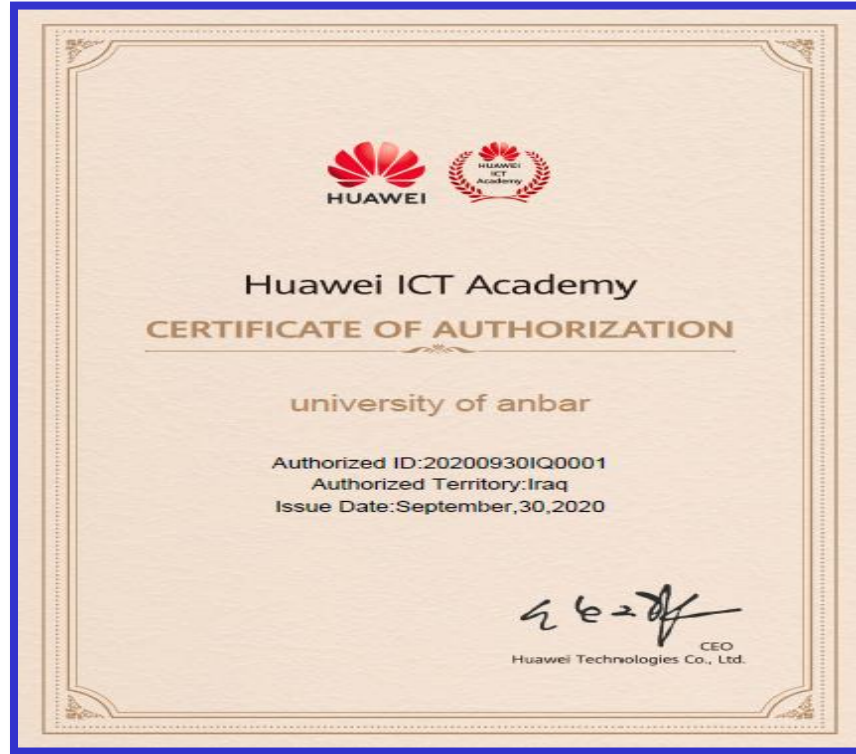 HUAWEI
HUAWEI
ICT
Academy
Huawei ICT Academy
CERTIFICATE OF AUTHORIZATION
university of anbar
Authorized ID:20200930IQ0001
Authorized Territory:Iraq
Issue Date:September,30,2020
CEO
Huawei Technologies Co., Ltd.